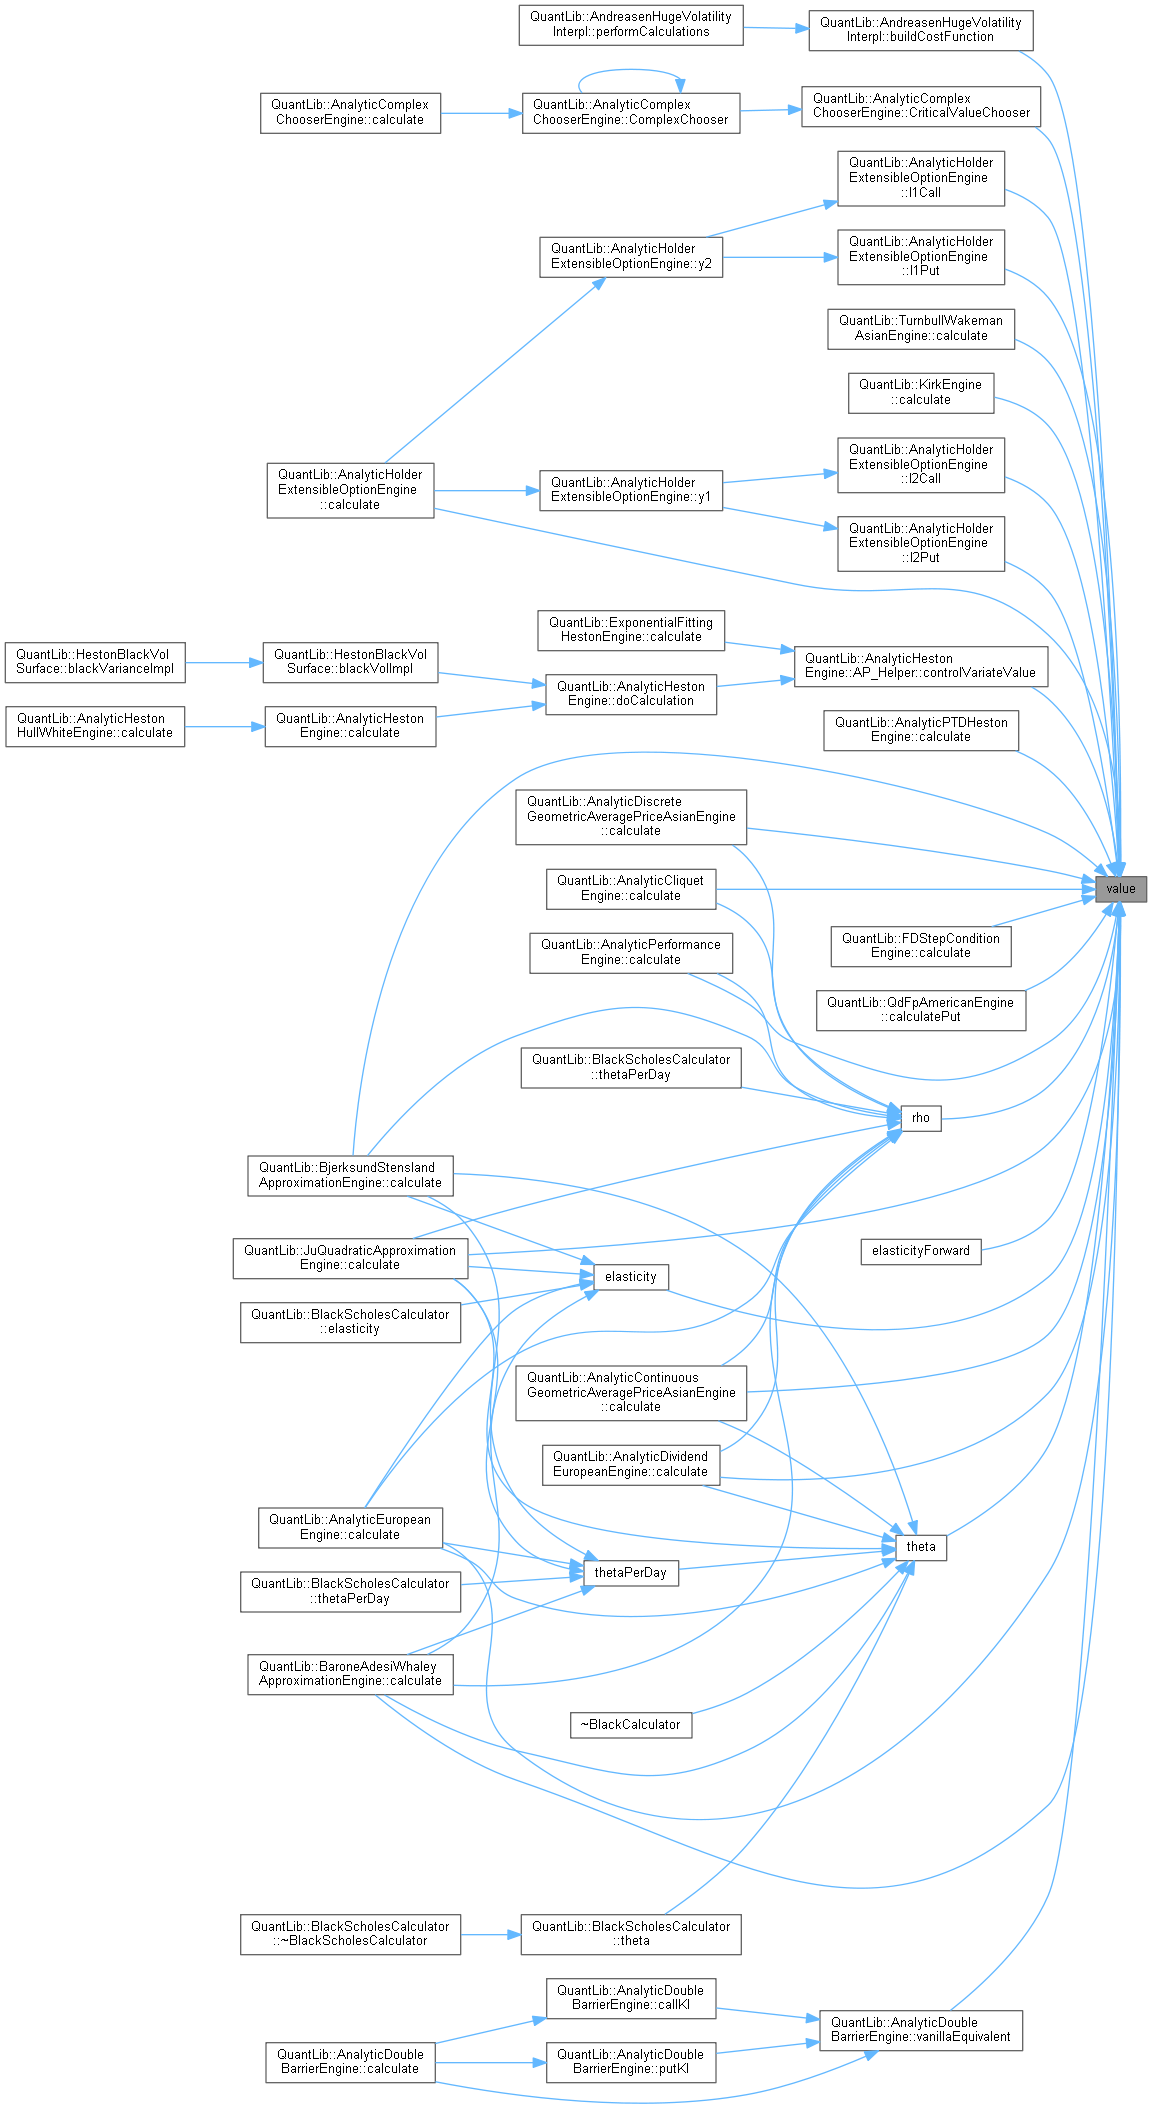 QuantLib::AndreasenHugeVolatility
Interpl::performCalculations
QuantLib::AndreasenHugeVolatility
Interpl::buildCostFunction
QuantLib::AnalyticComplex
ChooserEngine::calculate
QuantLib::AnalyticComplex
ChooserEngine::ComplexChooser
QuantLib::AnalyticComplex
ChooserEngine::CriticalValueChooser
QuantLib::AnalyticHolder
ExtensibleOptionEngine
::I1Call
QuantLib::AnalyticHolder
ExtensibleOptionEngine::y2
QuantLib::AnalyticHolder
ExtensibleOptionEngine
::I1Put
QuantLib::TurnbullWakeman
AsianEngine::calculate
QuantLib::KirkEngine
::calculate
QuantLib::AnalyticHolder
ExtensibleOptionEngine
::calculate
QuantLib::AnalyticHolder
ExtensibleOptionEngine::y1
QuantLib::AnalyticHolder
ExtensibleOptionEngine
::I2Call
QuantLib::AnalyticHolder
ExtensibleOptionEngine
::I2Put
QuantLib::ExponentialFitting
HestonEngine::calculate
QuantLib::HestonBlackVol
Surface::blackVarianceImpl
QuantLib::HestonBlackVol
Surface::blackVolImpl
QuantLib::AnalyticHeston
Engine::AP_Helper::controlVariateValue
QuantLib::AnalyticHeston
Engine::doCalculation
QuantLib::AnalyticHeston
HullWhiteEngine::calculate
QuantLib::AnalyticHeston
Engine::calculate
QuantLib::AnalyticPTDHeston
Engine::calculate
QuantLib::AnalyticDiscrete
GeometricAveragePriceAsianEngine
::calculate
QuantLib::AnalyticCliquet
Engine::calculate
value
QuantLib::AnalyticPerformance
Engine::calculate
QuantLib::FDStepCondition
Engine::calculate
QuantLib::QdFpAmericanEngine
::calculatePut
QuantLib::BlackScholesCalculator
::thetaPerDay
rho
QuantLib::BjerksundStensland
ApproximationEngine::calculate
QuantLib::JuQuadraticApproximation
Engine::calculate
elasticityForward
elasticity
QuantLib::BlackScholesCalculator
::elasticity
QuantLib::AnalyticContinuous
GeometricAveragePriceAsianEngine
::calculate
QuantLib::AnalyticDividend
EuropeanEngine::calculate
QuantLib::AnalyticEuropean
Engine::calculate
theta
thetaPerDay
QuantLib::BlackScholesCalculator
::thetaPerDay
QuantLib::BaroneAdesiWhaley
ApproximationEngine::calculate
~BlackCalculator
QuantLib::BlackScholesCalculator
::~BlackScholesCalculator
QuantLib::BlackScholesCalculator
::theta
QuantLib::AnalyticDouble
BarrierEngine::callKI
QuantLib::AnalyticDouble
BarrierEngine::vanillaEquivalent
QuantLib::AnalyticDouble
BarrierEngine::calculate
QuantLib::AnalyticDouble
BarrierEngine::putKI